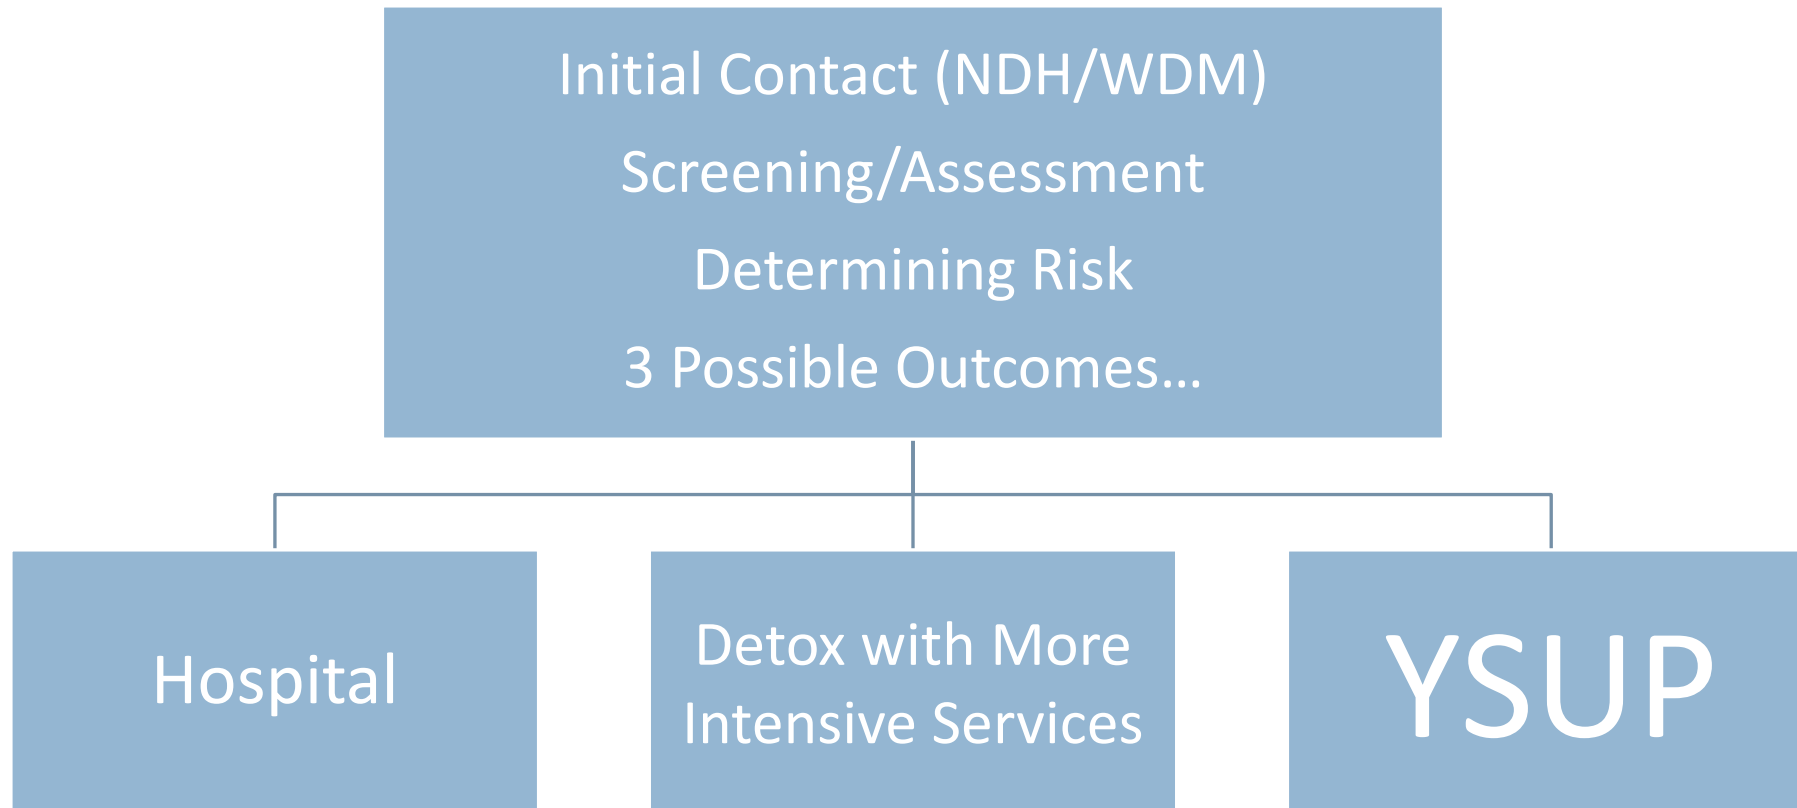 Initial Contact (NDH/WDM)
Screening/Assessment
Determining Risk
3 Possible Outcomes…
Hospital
Detox with More
Intensive Services
YSUP